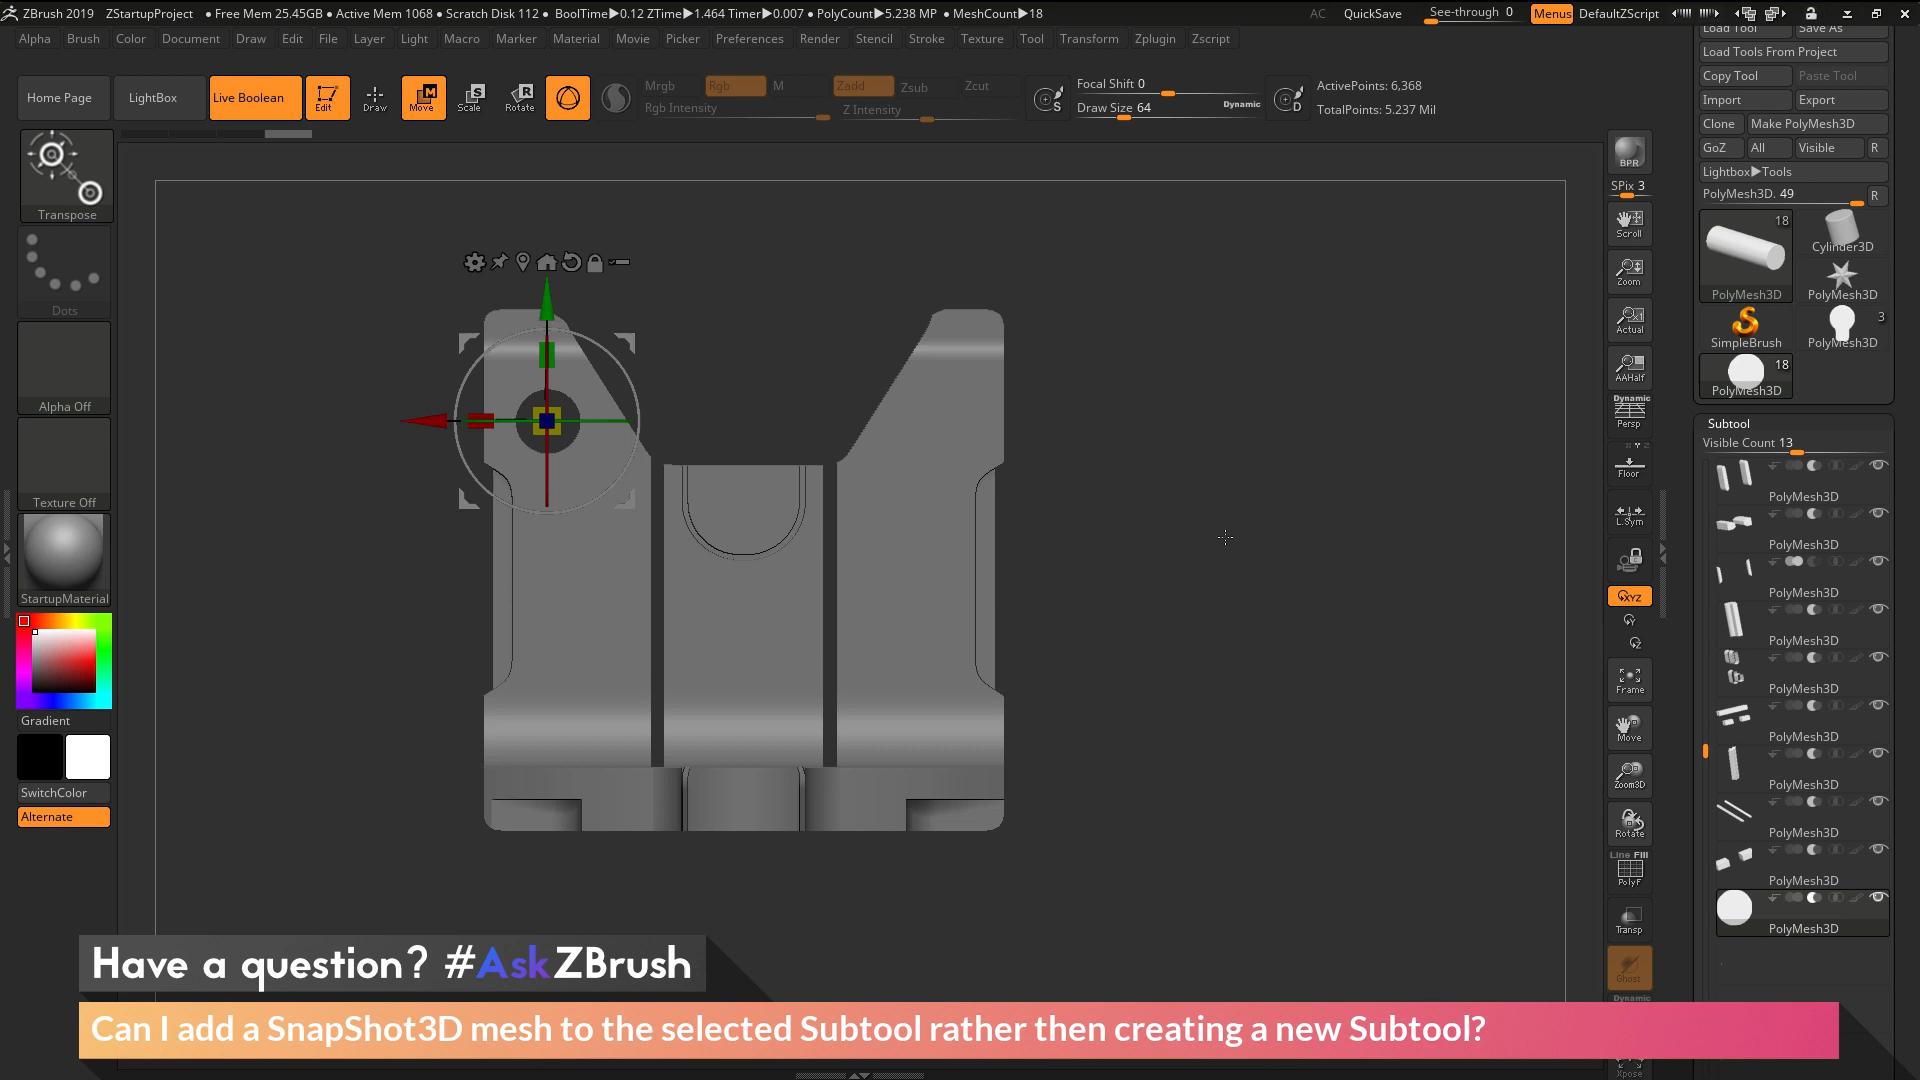 ZBrush 2019 ZStartupProject • Free Mem 25.45GB • Active Mem 1068 • Scratch Disk 112 • BoolTime▶0.12 ZTime▶1.464 Timer▶0.007 • PolyCount▶5.238 MP • MeshCount▶18 AC QuickSave See-through 0 Menus DefaultZScript
Alpha Brush Color Document Draw Edit File Layer Light Macro Marker Material Movie Picker Preferences Render Stencil Stroke Texture Tool Transform Zplugin Zscript
Home Page LightBox Live Boolean Edit Draw Move Scale Rotate
Mrgb Rgb M Zadd Zsub Zcut
Rgb Intensity Z Intensity
Focal Shift 0
Draw Size 64 Dynamic
ActivePoints: 6,368
TotalPoints: 5.237 Mil
Transpose
Dots
Alpha Off
Texture Off
StartupMaterial
Gradient
SwitchColor
Alternate
BPR
SPix 3
Scroll
Zoom
Actual
AAHalf
Dynamic
Persp
Floor
L.Sym
XYZ
Y
Z
Frame
Move
Zoom3D
Rotate
Line Fill
PolyF
Transp
Ghost
Dynamic
Xpose
Load Tool Save As
Load Tools From Project
Copy Tool Paste Tool
Import Export
Clone Make PolyMesh3D
GoZ All Visible R
Lightbox▶Tools
PolyMesh3D. 49 R
18
PolyMesh3D
Cylinder3D
PolyMesh3D
SimpleBrush
3
PolyMesh3D
18
PolyMesh3D
Subtool
Visible Count 13
PolyMesh3D
PolyMesh3D
PolyMesh3D
PolyMesh3D
PolyMesh3D
PolyMesh3D
PolyMesh3D
PolyMesh3D
PolyMesh3D
PolyMesh3D
Have a question? #AskZBrush
Can I add a SnapShot3D mesh to the selected Subtool rather then creating a new Subtool?